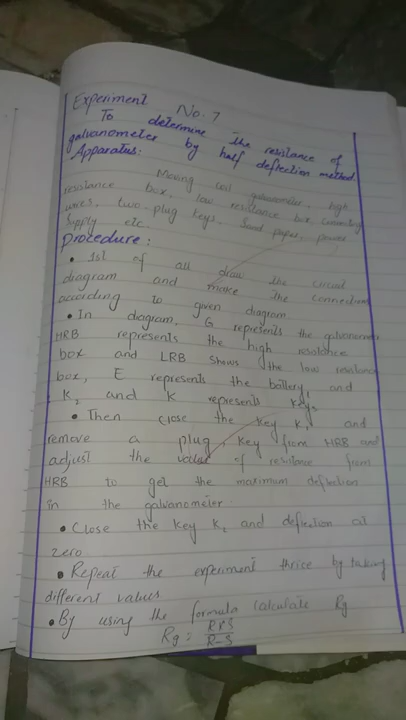 Experiment No. 7
To determine the resistance of
galvanometer by half deflection method.
Apparatus:
Moving coil galvanometer, high
resistance box, low resistance box connecting
wires, two plug keys, Sand paper, power
Supply etc
Procedure:
• 1st of all draw the circuit
diagram and make the connections
according to given diagram
• In diagram, G represents the galvanometer
HRB represents the high resistance
box and LRB shows the low resistance
box, E represents the battery and
K2 and K represents keys
• Then close the key K1 and
remove a plug, key from HRB and
adjust the value of resistance from
HRB to get the maximum deflection
in the galvanometer.
• Close the key K2 and deflection at
zero.
• Repeat the experiment thrice by taking
different values
• By using the formula calculate Rg
Rg =
R-S